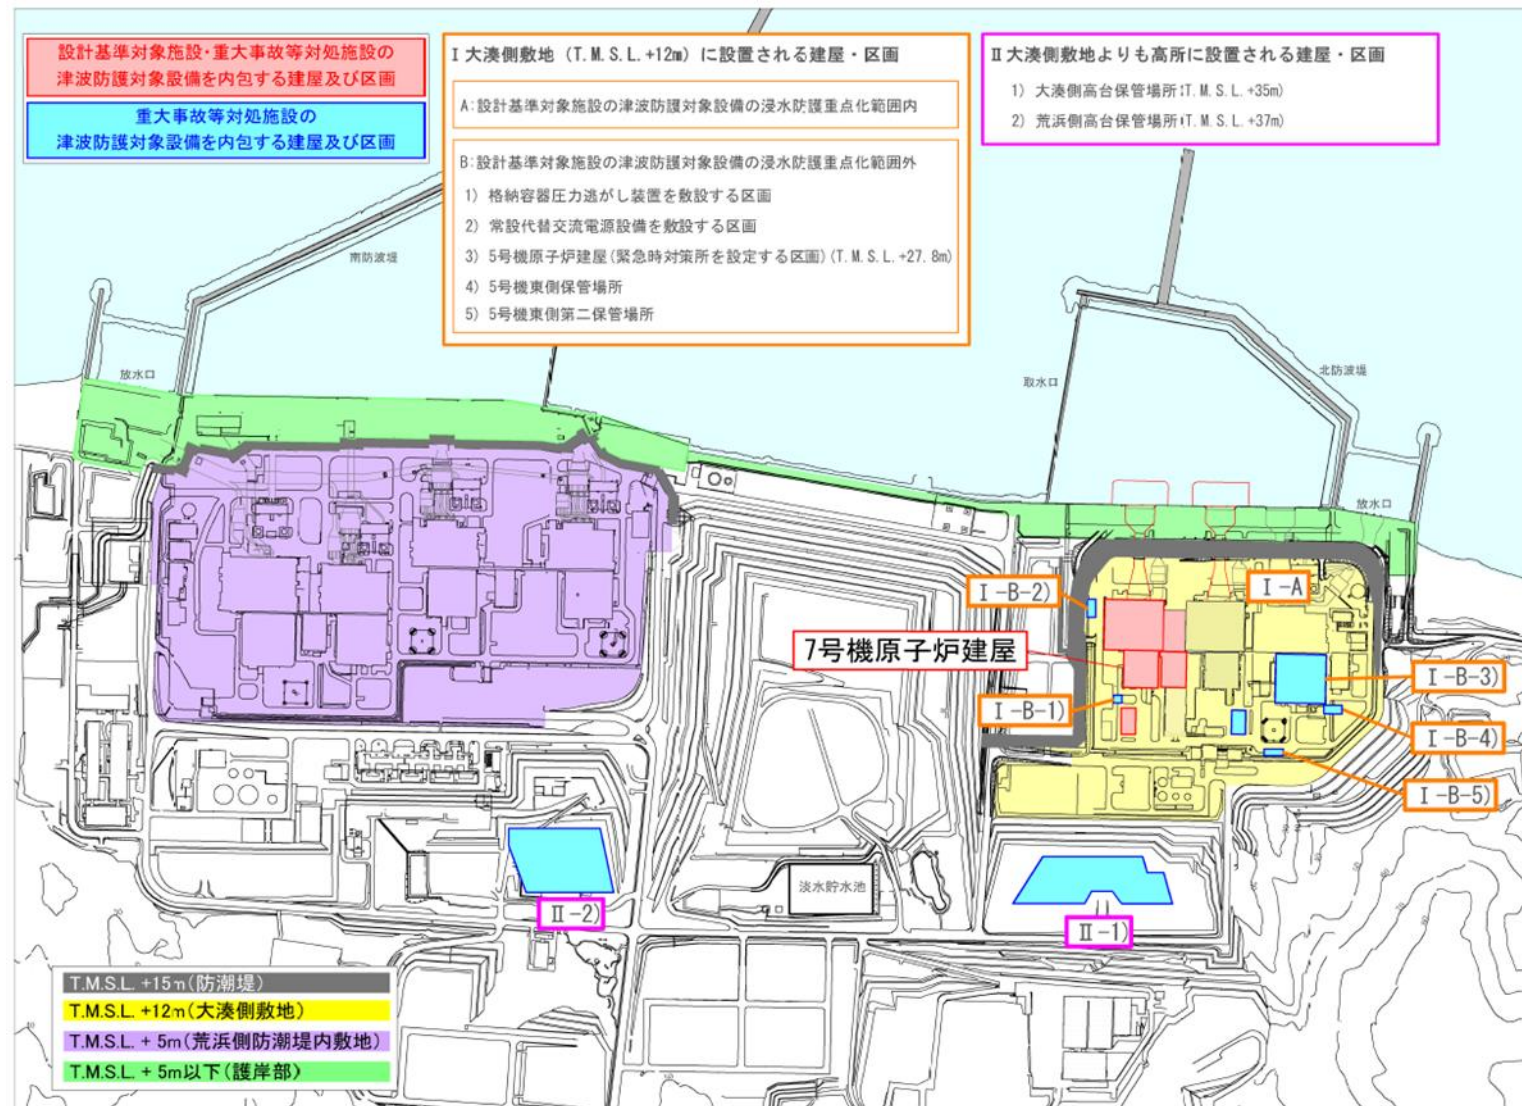 設計基準対象施設・重大事故等対処施設の
津波防護対象設備を内包する建屋及び区画
重大事故等対処施設の
津波防護対象設備を内包する建屋及び区画
Ⅰ 大湊側敷地 (T.M.S.L.+12m) に設置される建屋・区画
A:設計基準対象施設の津波防護対象設備の浸水防護重点化範囲内
B:設計基準対象施設の津波防護対象設備の浸水防護重点化範囲外
1) 格納容器圧力逃がし装置を敷設する区画
2) 常設代替交流電源設備を敷設する区画
3) 5号機原子炉建屋(緊急時対策所を設定する区画)(T.M.S.L.+27.8m)
4) 5号機東側保管場所
5) 5号機東側第二保管場所
Ⅱ 大湊側敷地よりも高所に設置される建屋・区画
1) 大湊側高台保管場所(T.M.S.L.+35m)
2) 荒浜側高台保管場所(T.M.S.L.+37m)
南防波堤
放水口
取水口
北防波堤
放水口
Ⅰ-B-2)
Ⅰ-A
7号機原子炉建屋
Ⅰ-B-3)
Ⅰ-B-1)
Ⅰ-B-4)
Ⅰ-B-5)
淡水貯水池
Ⅱ-2)
Ⅱ-1)
T.M.S.L. +15m(防潮堤)
T.M.S.L. +12m(大湊側敷地)
T.M.S.L. + 5m(荒浜側防潮堤内敷地)
T.M.S.L. + 5m以下(護岸部)